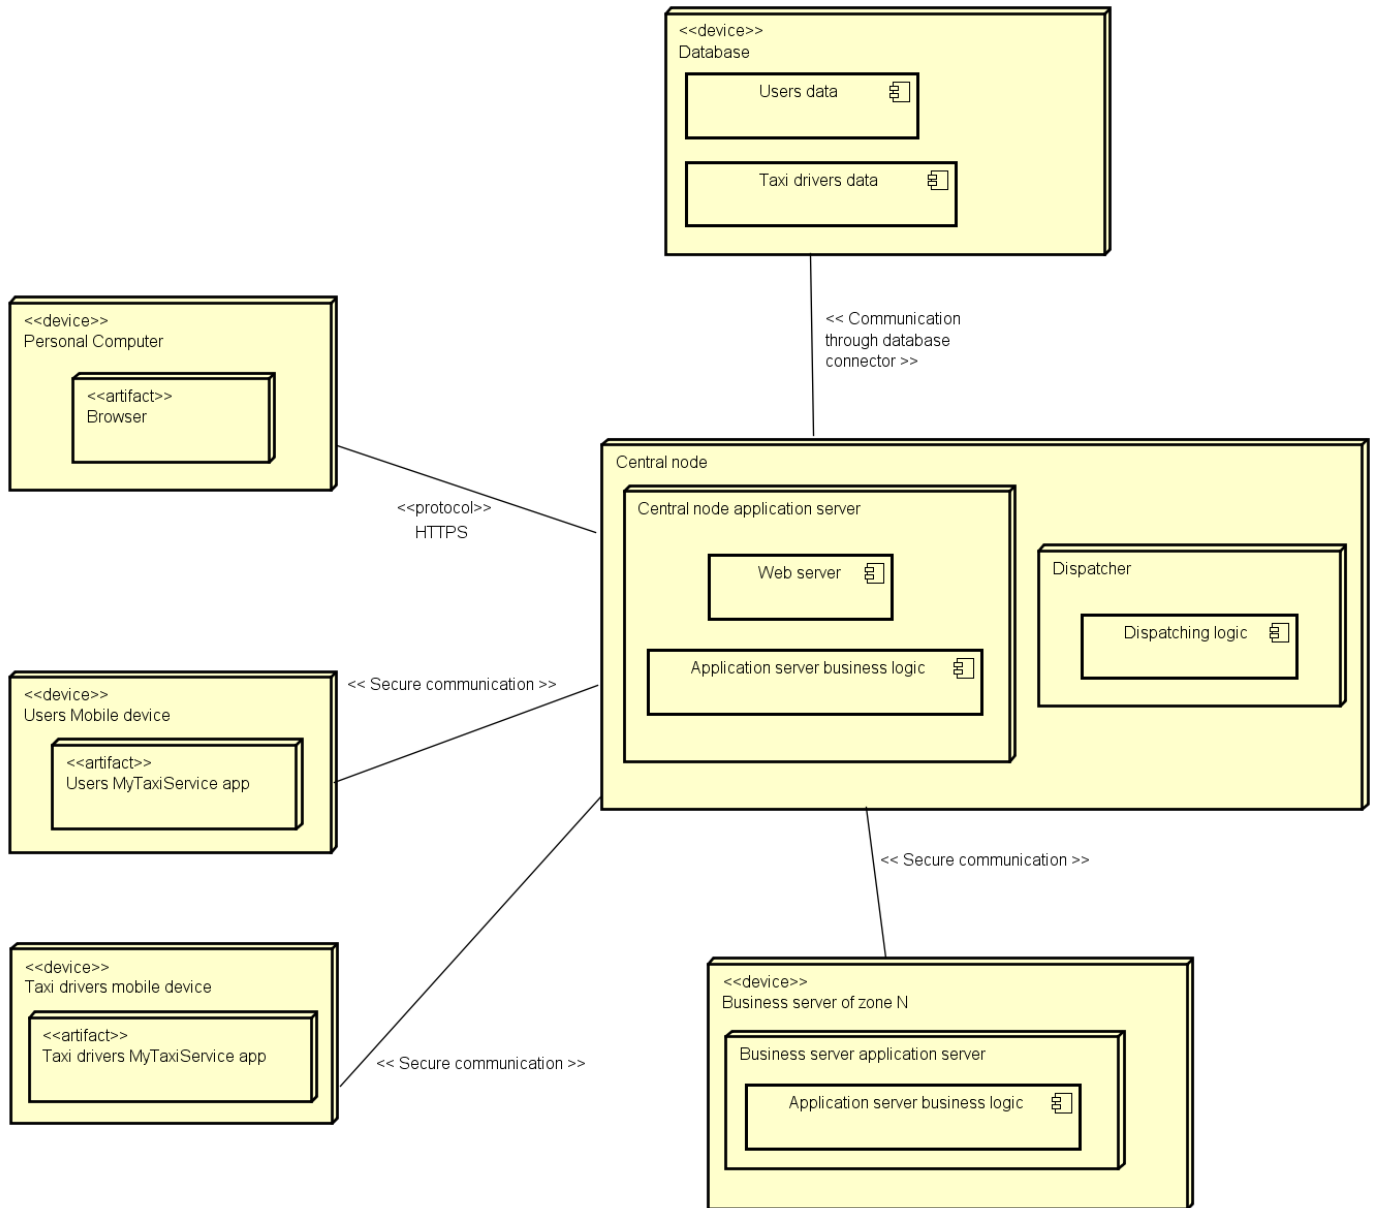 <<device>>
Database
Users data
Taxi drivers data
<< Communication
through database
connector >>
<<device>>
Personal Computer
<<artifact>>
Browser
<<protocol>>
HTTPS
Central node
Central node application server
Web server
Application server business logic
Dispatcher
Dispatching logic
<<device>>
Users Mobile device
<<artifact>>
Users MyTaxiService app
<< Secure communication >>
<< Secure communication >>
<<device>>
Taxi drivers mobile device
<<artifact>>
Taxi drivers MyTaxiService app
<< Secure communication >>
<<device>>
Business server of zone N
Business server application server
Application server business logic